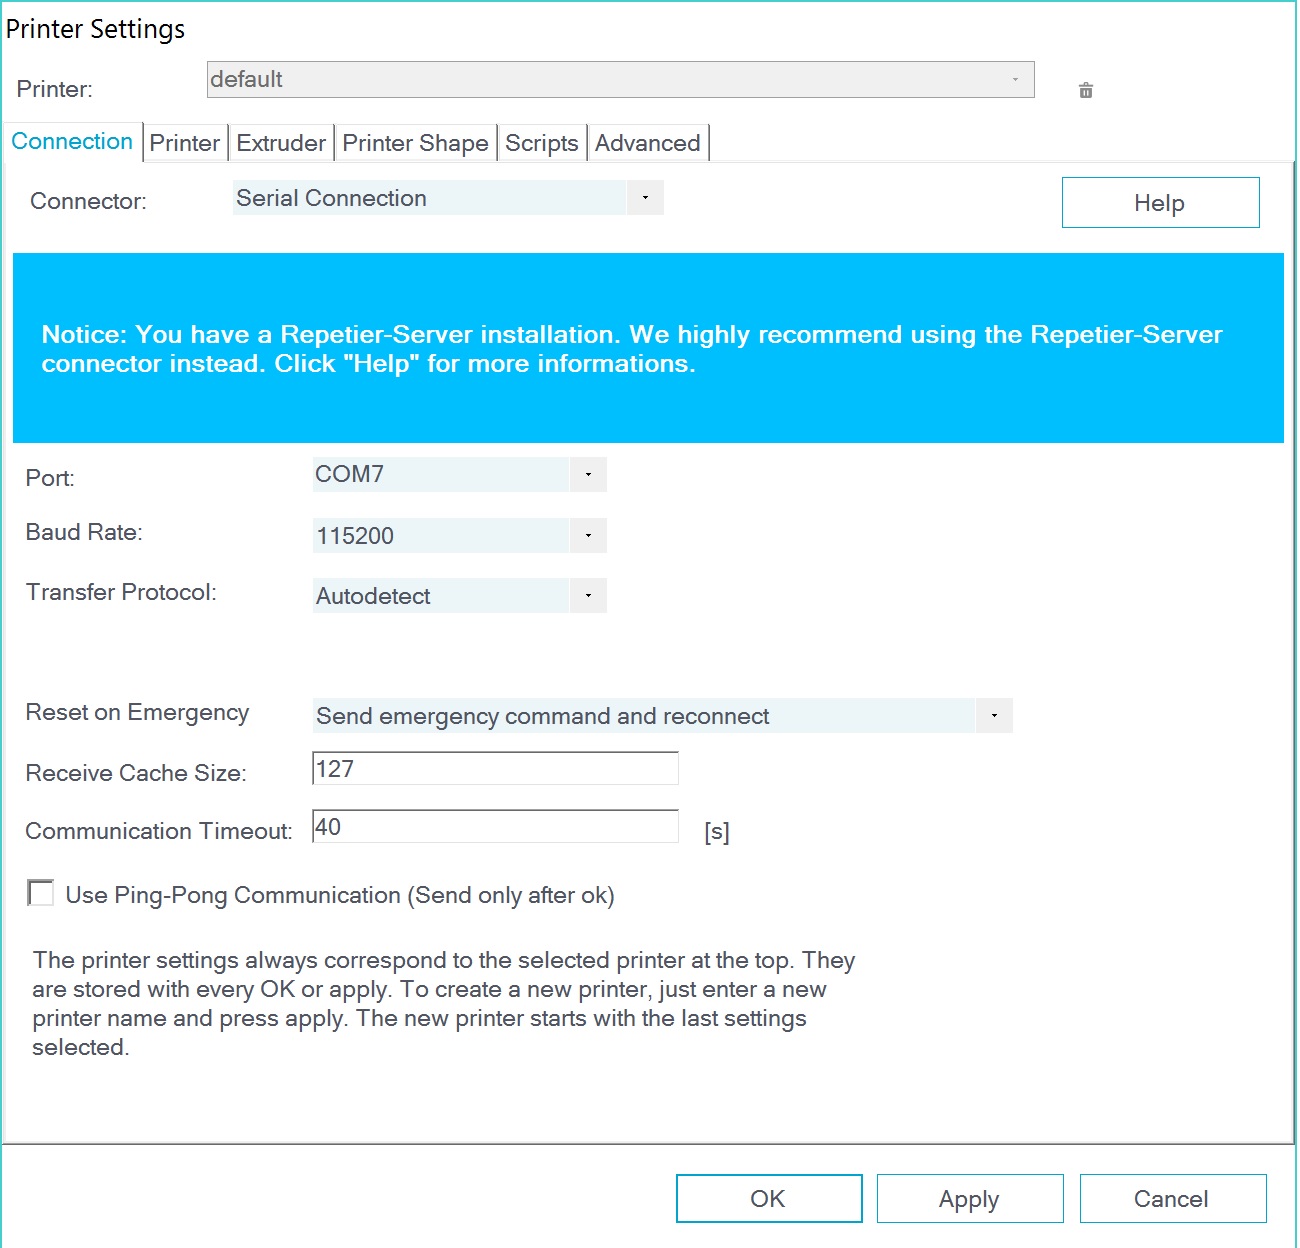 Printer Settings
Printer: default
Connection Printer Extruder Printer Shape Scripts Advanced
Connector: Serial Connection Help
Notice: You have a Repetier-Server installation. We highly recommend using the Repetier-Server
connector instead. Click "Help" for more informations.
Port: COM7
Baud Rate: 115200
Transfer Protocol: Autodetect
Reset on Emergency Send emergency command and reconnect
Receive Cache Size: 127
Communication Timeout: 40 [s]
Use Ping-Pong Communication (Send only after ok)
The printer settings always correspond to the selected printer at the top. They
are stored with every OK or apply. To create a new printer, just enter a new
printer name and press apply. The new printer starts with the last settings
selected.
OK Apply Cancel